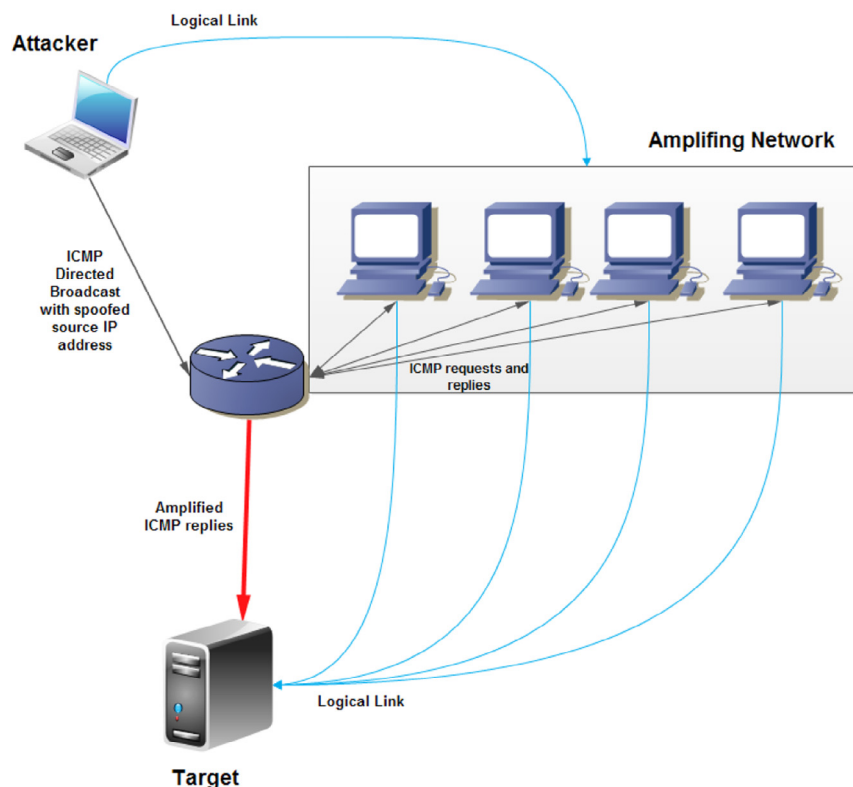 Logical Link
Attacker
Amplifing Network
ICMP
Directed
Broadcast
with spoofed
source IP
address
ICMP requests and
replies
Amplified
ICMP replies
Logical Link
Target